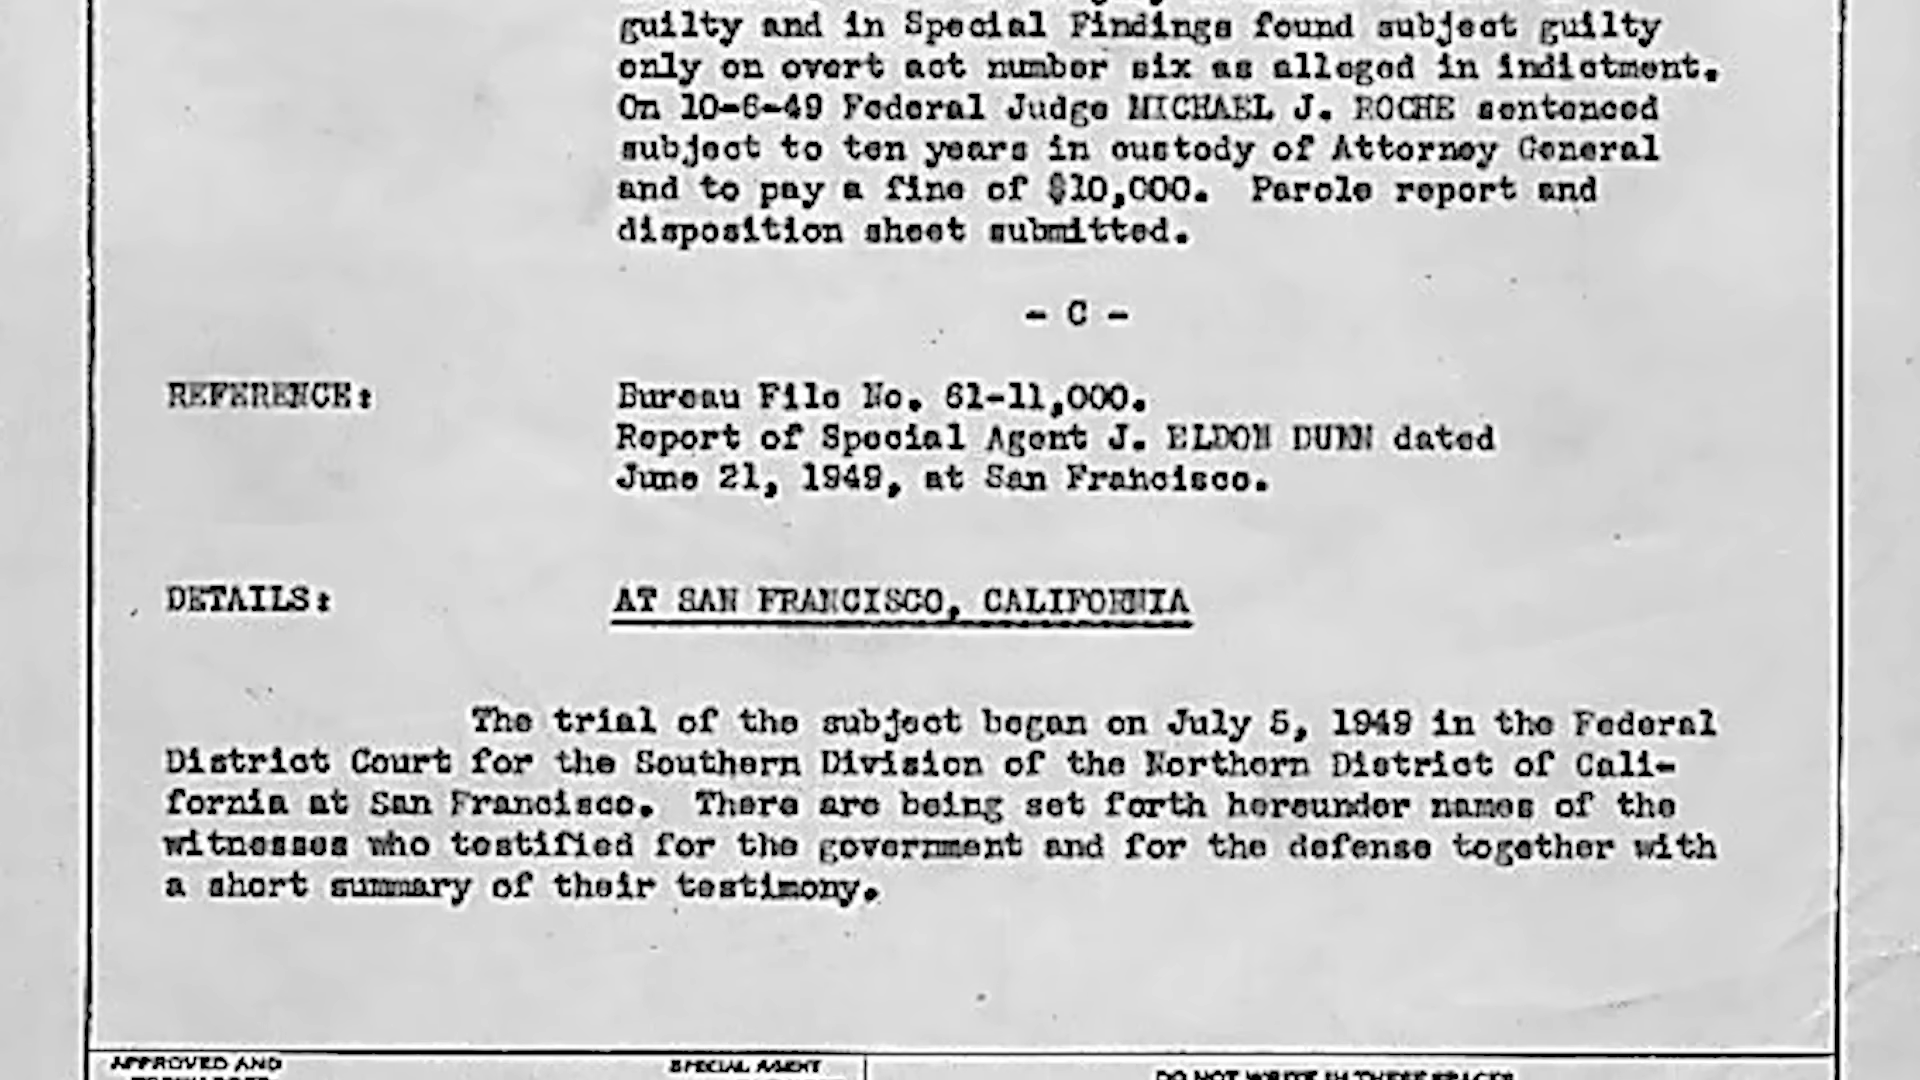 guilty and in Special Findings found subject guilty
only on overt act number six as alleged in indictment.
On 10-6-49 Federal Judge MICHAEL J. ROCHE sentenced
subject to ten years in custody of Attorney General
and to pay a fine of $10,000. Parole report and
disposition sheet submitted.
- C -
REFERENCE: Bureau File No. 61-11,000.
Report of Special Agent J. ELDON DUNN dated
June 21, 1949, at San Francisco.
DETAILS: AT SAN FRANCISCO, CALIFORNIA
The trial of the subject began on July 5, 1949 in the Federal
District Court for the Southern Division of the Northern District of Cali-
fornia at San Francisco. There are being set forth hereunder names of the
witnesses who testified for the government and for the defense together with
a short summary of their testimony.
APPROVED AND SPECIAL AGENT
DO NOT WRITE IN THESE SPACES